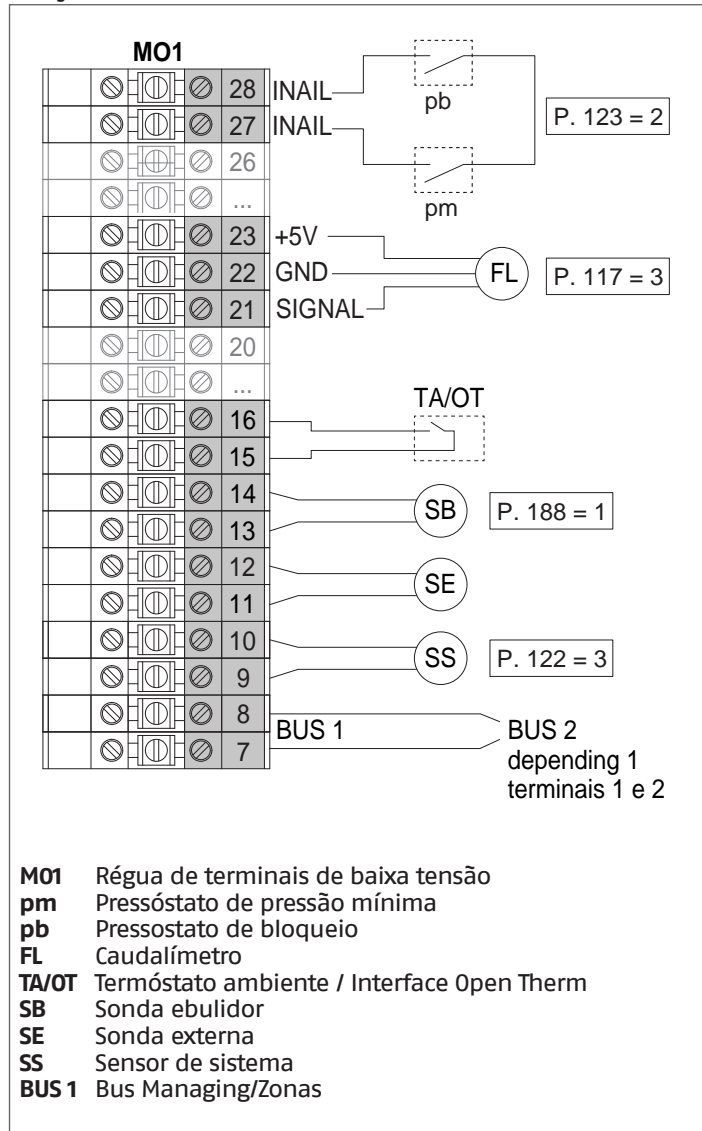 MO1
28 INAIL
pb
P. 123 = 2
27 INAIL
26
pm
...
23 +5V
22 GND
FL
P. 117 = 3
21 SIGNAL
20
...
TA/OT
16
15
14
SB
P. 188 = 1
13
12
SE
11
10
SS
P. 122 = 3
9
8
BUS 1
BUS 2
7
depending 1
terminais 1 e 2
MO1 Régua de terminais de baixa tensão
pm Pressóstato de pressão mínima
pb Pressostato de bloqueio
FL Caudalímetro
TA/OT Termóstato ambiente / Interface Open Therm
SB Sonda ebulidor
SE Sonda externa
SS Sensor de sistema
BUS 1 Bus Managing/Zonas